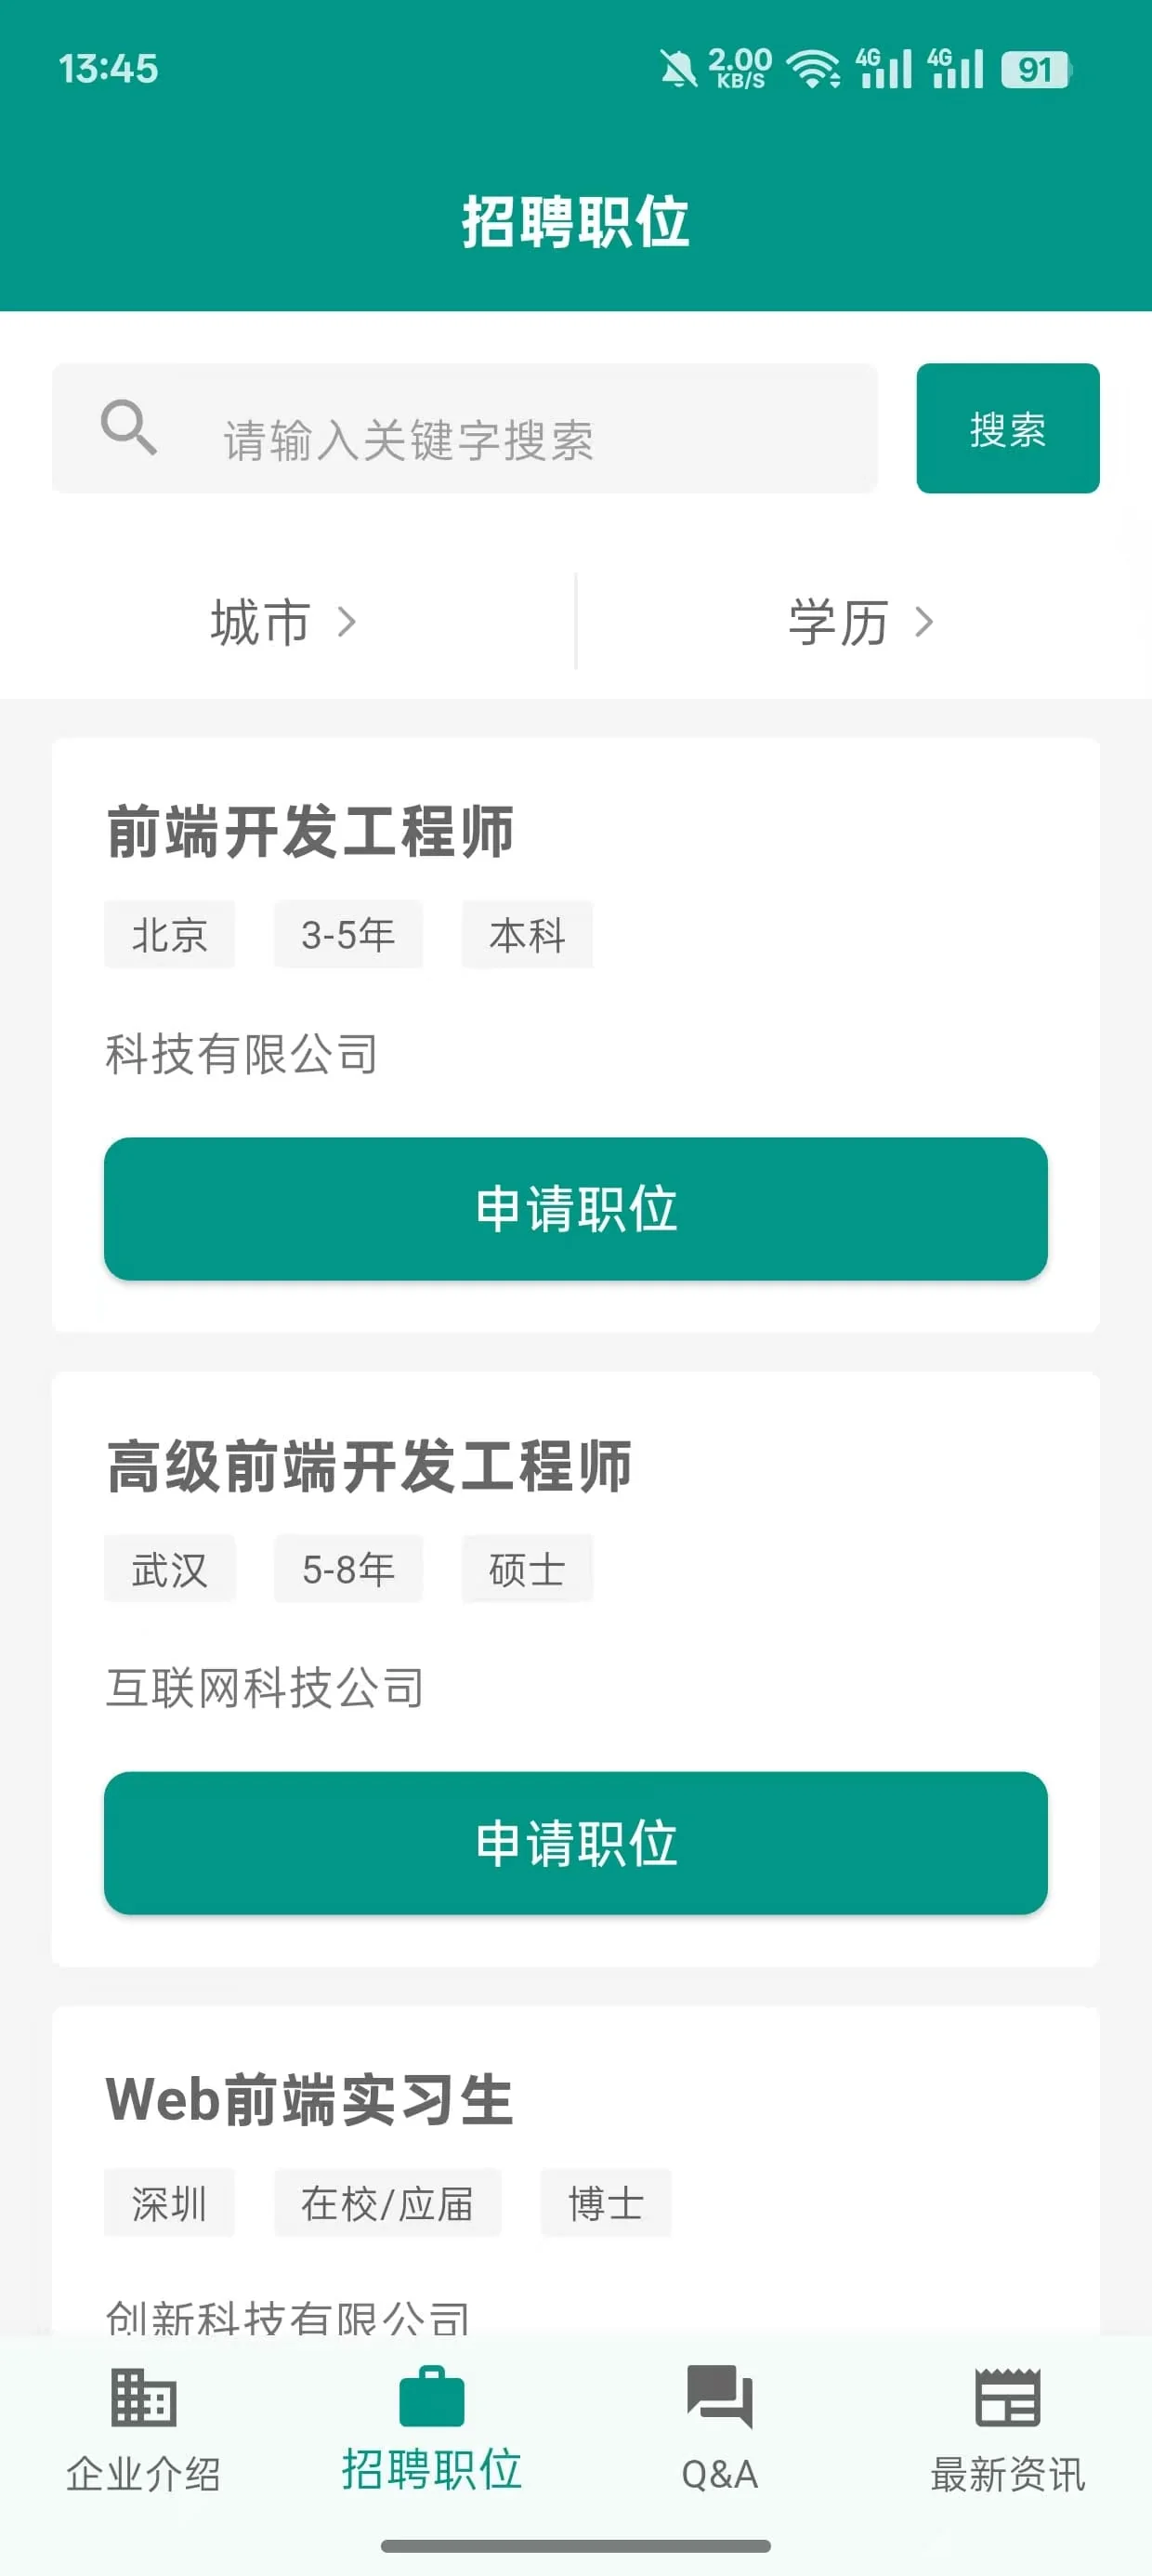 13:45 2.00 KB/S 4G 4G 91
招聘职位
请输入关键字搜索 搜索
城市 学历
前端开发工程师
北京 3-5年 本科
科技有限公司
申请职位
高级前端开发工程师
武汉 5-8年 硕士
互联网科技公司
申请职位
Web前端实习生
深圳 在校/应届 博士
创新科技有限公司
企业介绍 招聘职位 Q&A 最新资讯